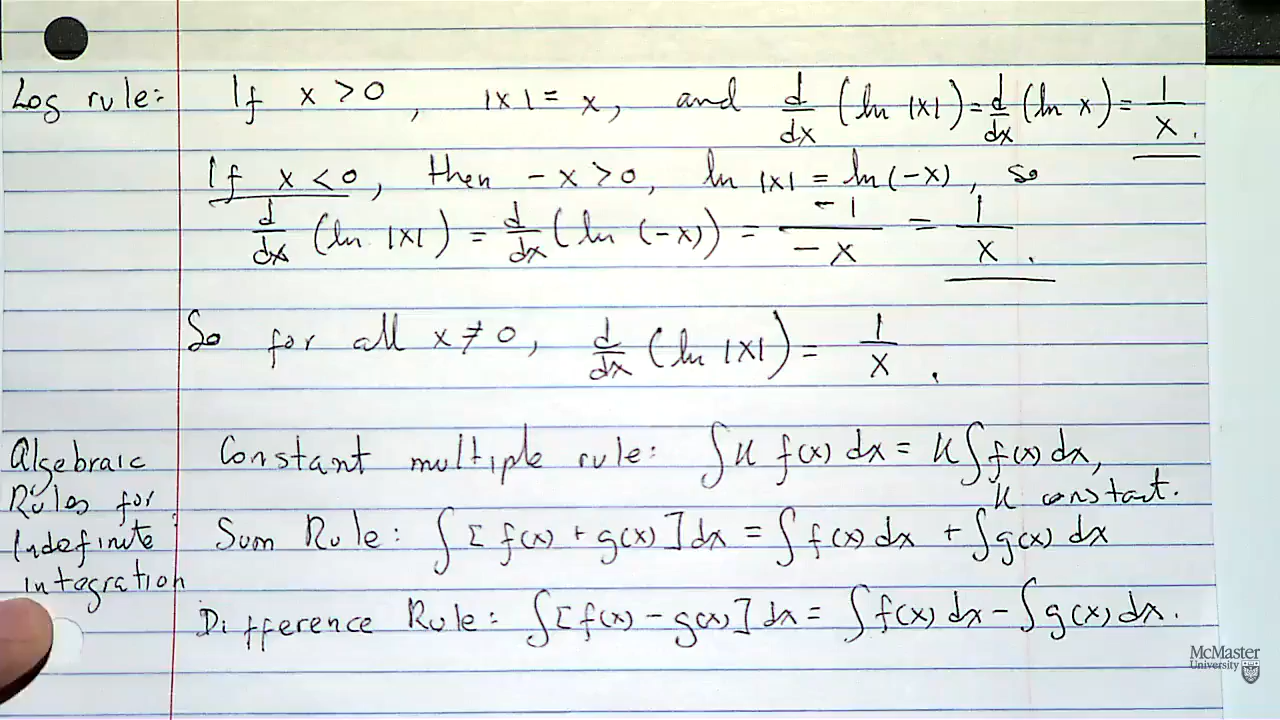 Log rule: If x > 0, |x| = x, and d/dx (ln |x|) = d/dx (ln x) = 1/x.
If x < 0, then -x > 0, ln |x| = ln(-x), so
d/dx (ln |x|) = d/dx (ln (-x)) = -1/-x = 1/x.
So for all x ≠ 0, d/dx (ln |x|) = 1/x.
Algebraic Rules for Indefinite integration
Constant multiple rule: ∫K f(x) dx = K∫f(x) dx,
K constant.
Sum Rule: ∫[f(x) + g(x)]dx = ∫f(x) dx + ∫g(x) dx
Difference Rule: ∫[f(x) - g(x)]dx = ∫f(x) dx - ∫g(x) dx.
McMaster
University